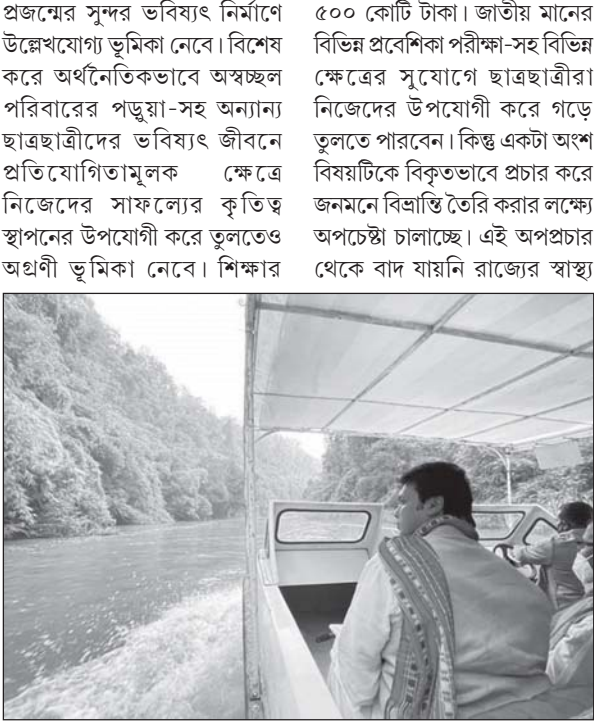 প্রজন্মের সুন্দর ভবিষ্যৎ নির্মাণে
উল্লেখযোগ্য ভূমিকা নেবে। বিশেষ
করে অর্থনৈতিকভাবে অস্বচ্ছল
পরিবারের পড়ুয়া-সহ অন্যান্য
ছাত্রছাত্রীদের ভবিষ্যৎ জীবনে
প্রতিযোগিতামূলক ক্ষেত্রে
নিজেদের সাফল্যের কৃতিত্ব
স্থাপনের উপযোগী করে তুলতেও
অগ্রণী ভূমিকা নেবে। শিক্ষার
৫০০ কোটি টাকা। জাতীয় মানের
বিভিন্ন প্রবেশিকা পরীক্ষা-সহ বিভিন্ন
ক্ষেত্রের সুযোগে ছাত্রছাত্রীরা
নিজেদের উপযোগী করে গড়ে
তুলতে পারবেন। কিন্তু একটা অংশ
বিষয়টিকে বিকৃতভাবে প্রচার করে
জনমনে বিভ্রান্তি তৈরি করার লক্ষ্যে
অপচেষ্টা চালাচ্ছে। এই অপপ্রচার
থেকে বাদ যায়নি রাজ্যের স্বাস্থ্য